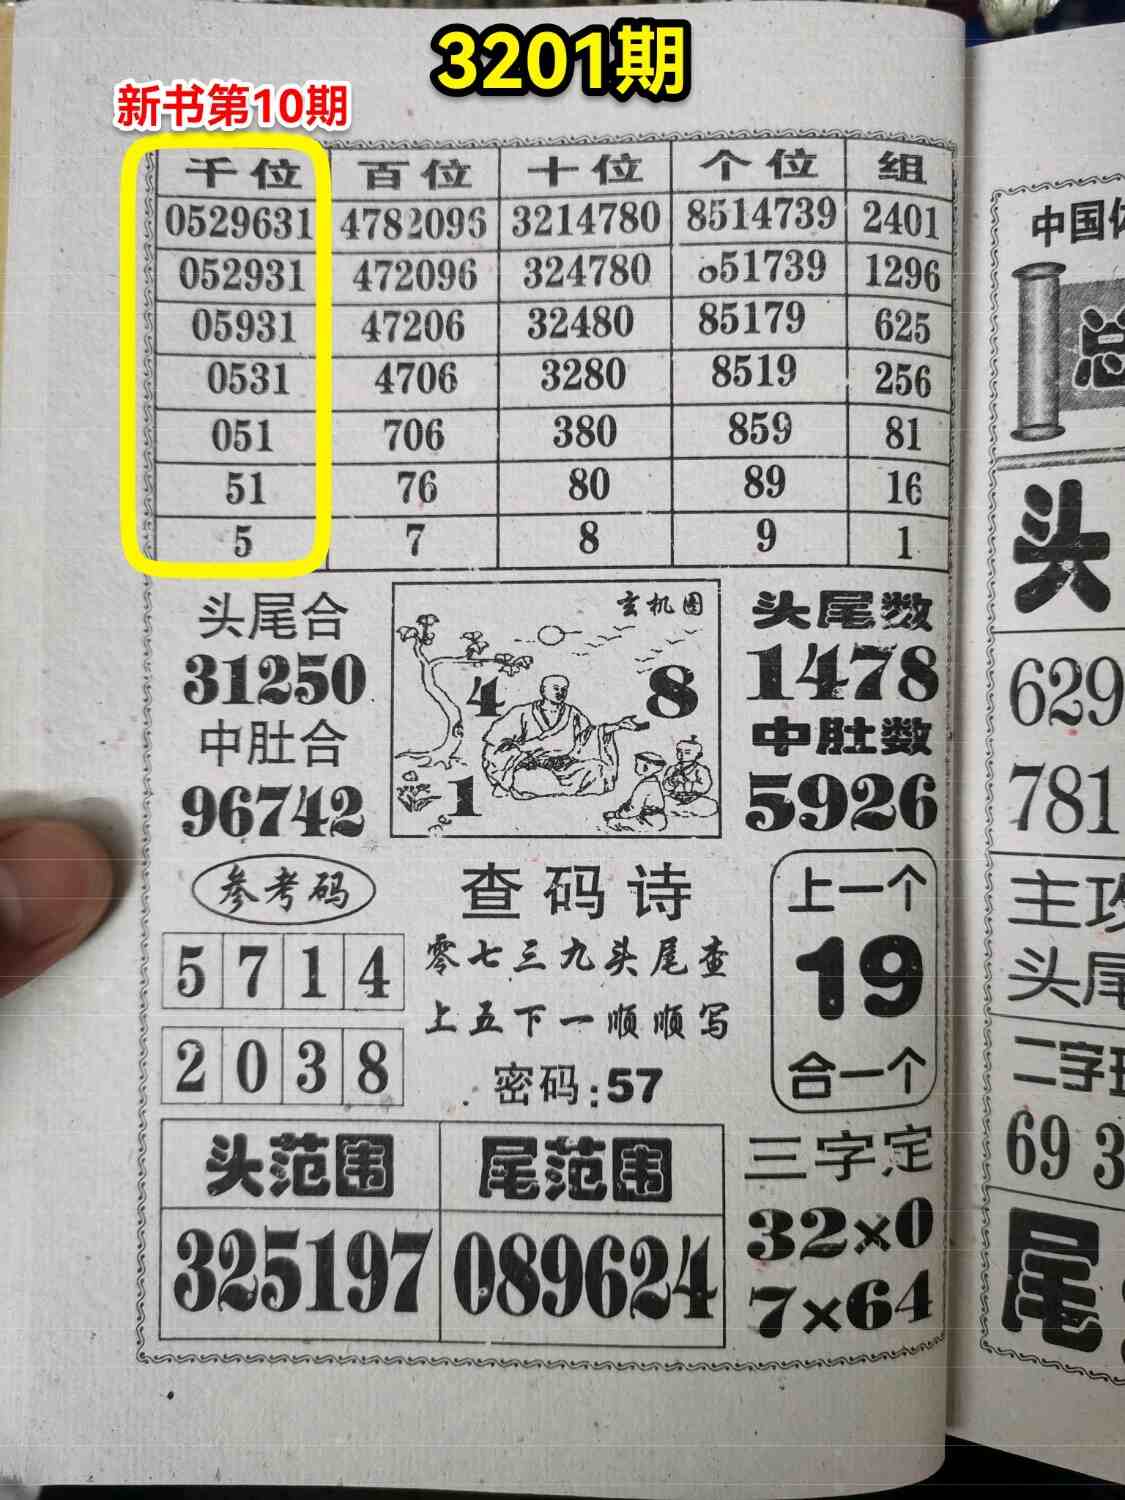 3201期
新书第10期
千位 百位 十位 个位 组
0529631 4782096 3214780 8514739 2401
052931 472096 324780 851739 1296
05931 47206 32480 85179 625
0531 4706 3280 8519 256
051 706 380 859 81
51 76 80 89 16
5 7 8 9 1
头尾合
31250
中肚合
96742
玄机图
4 8
1
头尾数
1478
中肚数
5926
参考码
5 7 1 4
2 0 3 8
查码诗
零七三九头尾查
上五下一顺顺写
密码:57
上一个
19
合一个
头范围 尾范围
325197 089624
三字定
32×0
7×64
中国
总
头
629
781
主攻
头尾
二字
69 3
尾